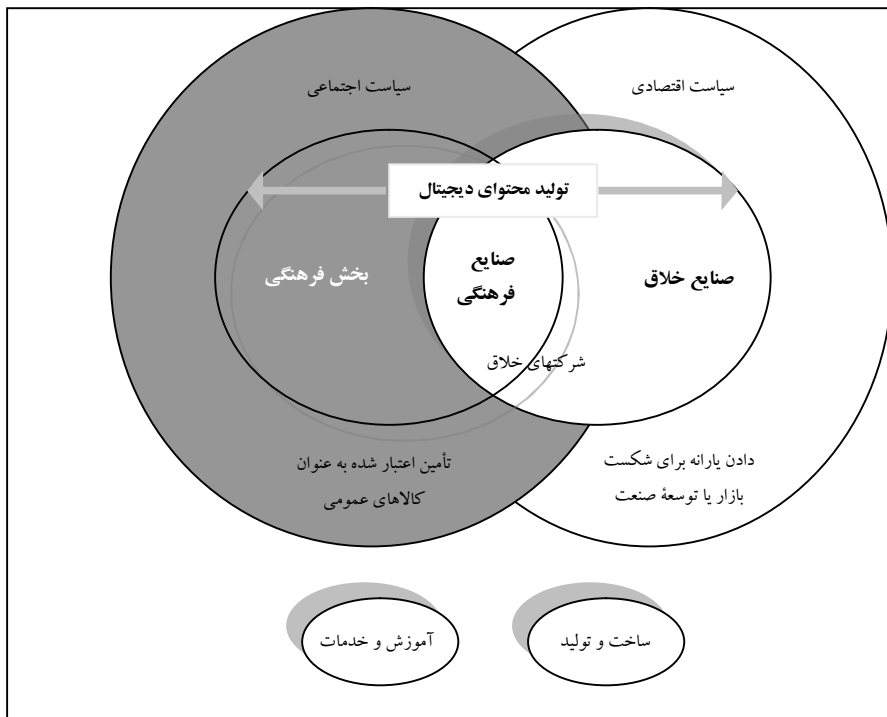 سیاست اقتصادی
سیاست اجتماعی
تولید محتوای دیجیتال
صنایع خلاق
صنایع
فرهنگی
بخش فرهنگی
شرکتهای خلاق
دادن یارانه برای شکست
بازار یا توسعۀ صنعت
تأمین اعتبار شده به عنوان
کالاهای عمومی
ساخت و تولید
آموزش و خدمات